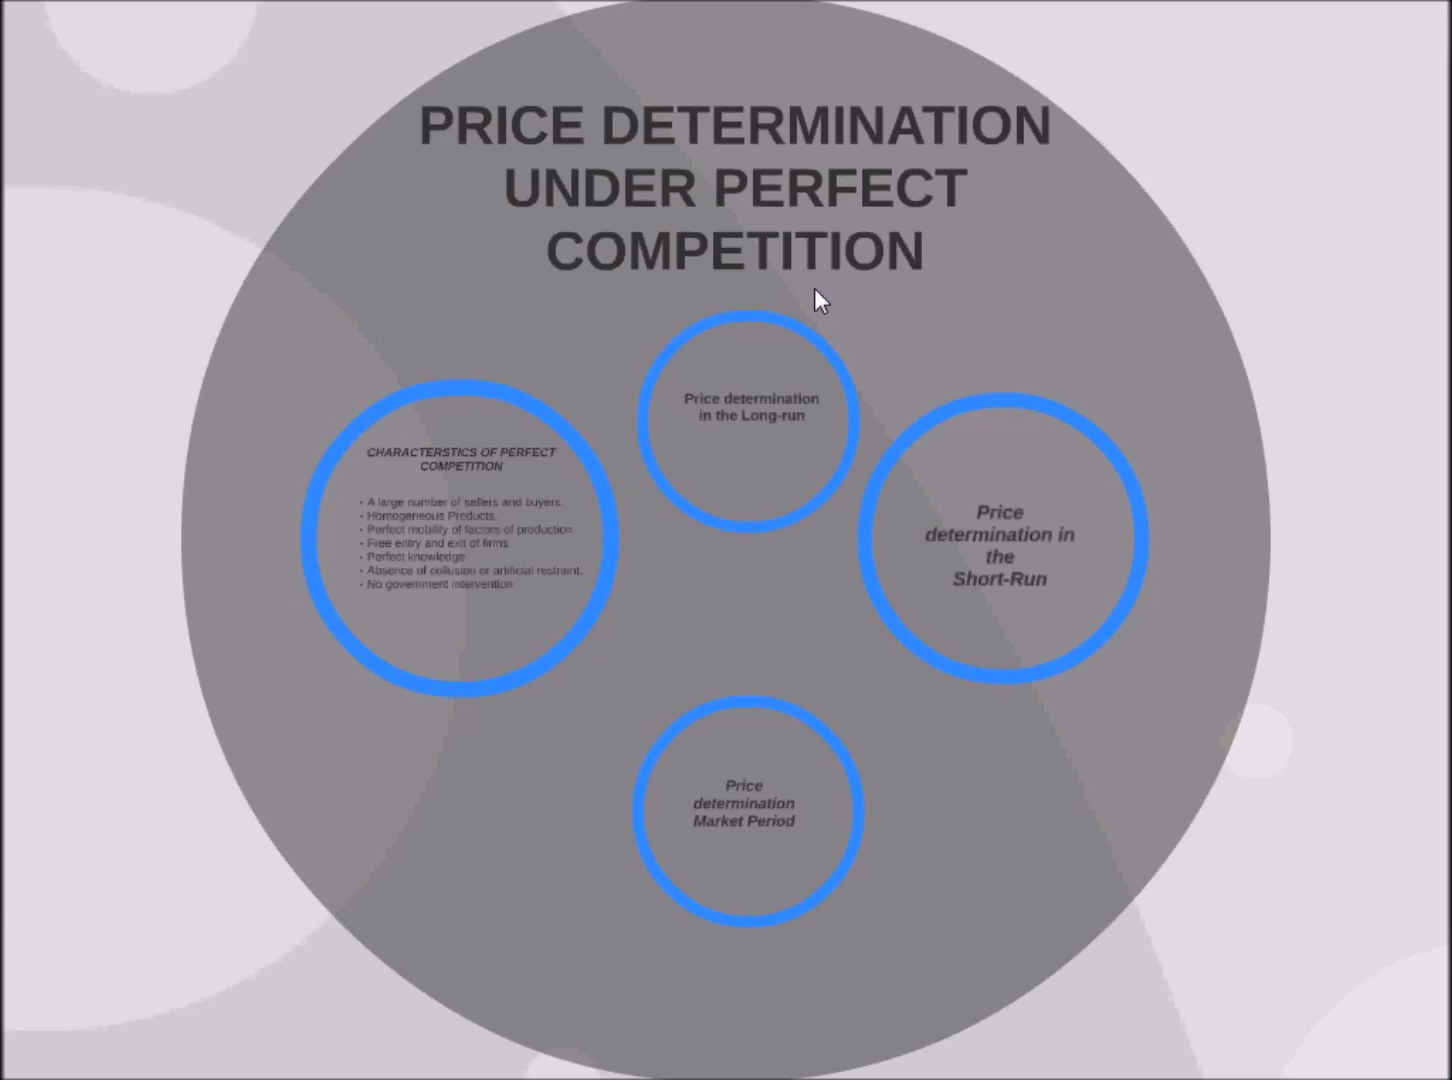 PRICE DETERMINATION
UNDER PERFECT
COMPETITION
Price determination
in the Long-run
CHARACTERSTICS OF PERFECT
COMPETITION
- A large number of sellers and buyers.
- Homogeneous Products.
- Perfect mobility of factors of production.
- Free entry and exit of firms
- Perfect knowledge
- Absence of collusion or artificial restraint.
- No government intervention
Price
determination in
the
Short-Run
Price
determination
Market Period